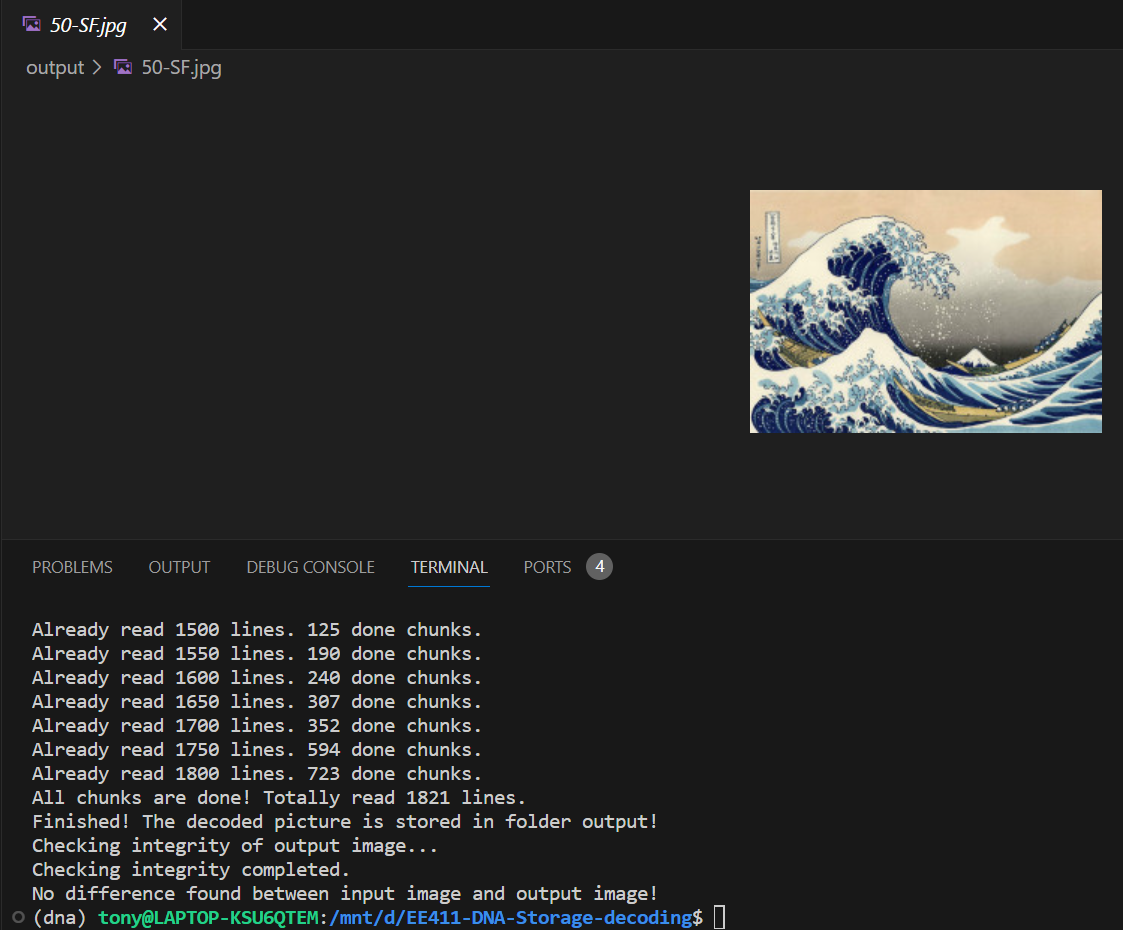 50-SF.jpg
output > 50-SF.jpg
PROBLEMS OUTPUT DEBUG CONSOLE TERMINAL PORTS 4
Already read 1500 lines. 125 done chunks.
Already read 1550 lines. 190 done chunks.
Already read 1600 lines. 240 done chunks.
Already read 1650 lines. 307 done chunks.
Already read 1700 lines. 352 done chunks.
Already read 1750 lines. 594 done chunks.
Already read 1800 lines. 723 done chunks.
All chunks are done! Totally read 1821 lines.
Finished! The decoded picture is stored in folder output!
Checking integrity of output image...
Checking integrity completed.
No difference found between input image and output image!
(dna) tony@LAPTOP-KSU6QTEM:/mnt/d/EE411-DNA-Storage-decoding$